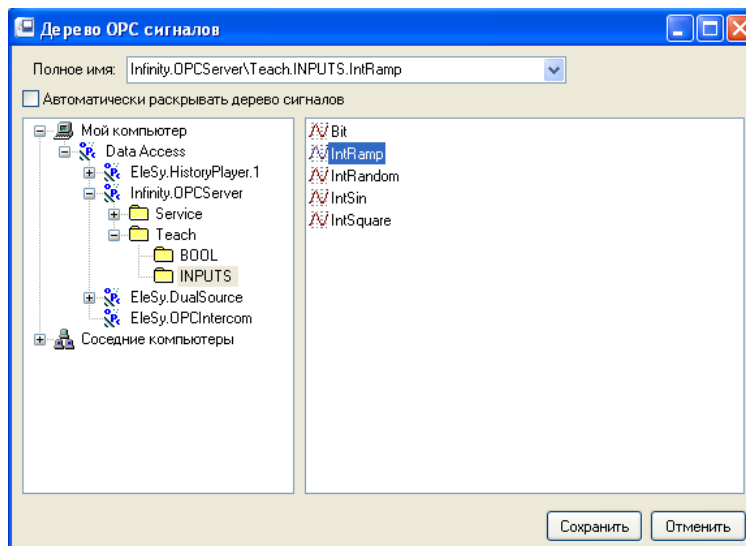 Дерево OPC сигналов
Полное имя: Infinity.OPCServer\Teach.INPUTS.IntRamp
Автоматически раскрывать дерево сигналов
Мой компьютер
Data Access
EleSy.HistoryPlayer.1
Infinity.OPCServer
Service
Teach
BOOL
INPUTS
EleSy.DualSource
EleSy.OPCIntercom
Соседние компьютеры
Bit
IntRamp
IntRandom
IntSin
IntSquare
Сохранить Отменить